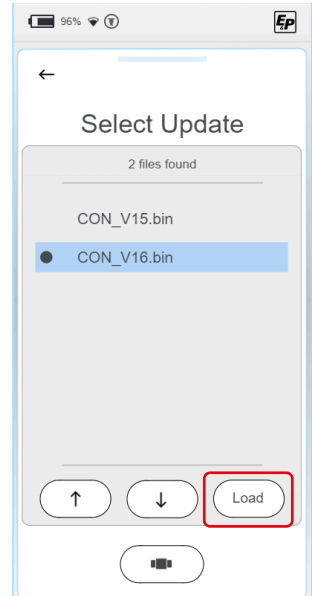 96%
EP
←
Select Update
2 files found
CON_V15.bin
CON_V16.bin
↑ ↓ Load